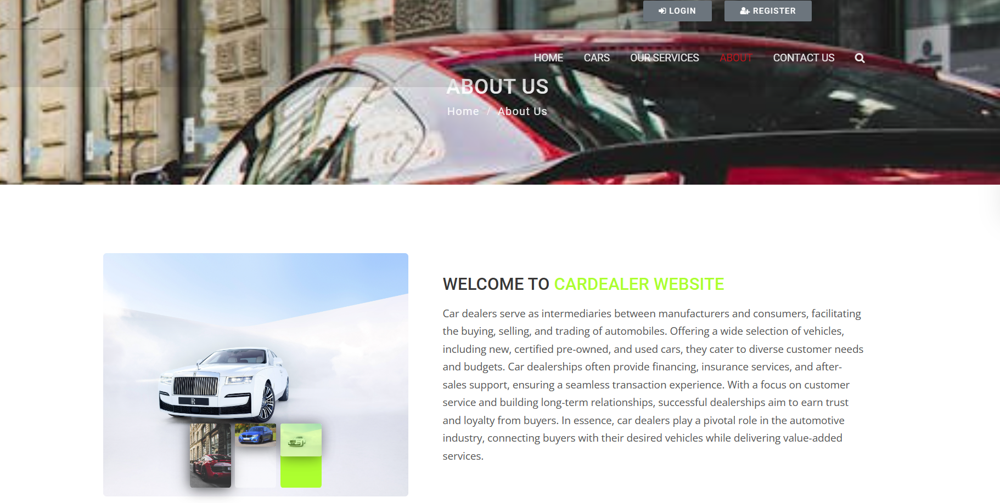 LOGIN
REGISTER
HOME
CARS
OUR SERVICES
ABOUT
CONTACT US
ABOUT US
Home / About Us
WELCOME TO CARDEALER WEBSITE
Car dealers serve as intermediaries between manufacturers and consumers, facilitating
the buying, selling, and trading of automobiles. Offering a wide selection of vehicles,
including new, certified pre-owned, and used cars, they cater to diverse customer needs
and budgets. Car dealerships often provide financing, insurance services, and after-
sales support, ensuring a seamless transaction experience. With a focus on customer
service and building long-term relationships, successful dealerships aim to earn trust
and loyalty from buyers. In essence, car dealers play a pivotal role in the automotive
industry, connecting buyers with their desired vehicles while delivering value-added
services.